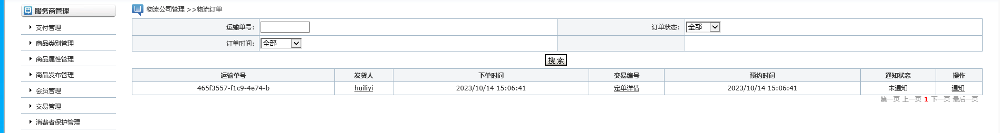 服务商管理
支付管理
商品类别管理
商品属性管理
商品发布管理
会员管理
交易管理
消费者保护管理
物流公司管理 >>物流订单
运输单号: 订单状态: 全部
订单时间: 全部
搜 索
运输单号 发货人 下单时间 交易编号 预约时间 通知状态 操作
465f3557-f1c9-4e74-b huiliyi 2023/10/14 15:06:41 定单详情 2023/10/14 15:06:41 未通知 通知
第一页 上一页 1 下一页 最后一页